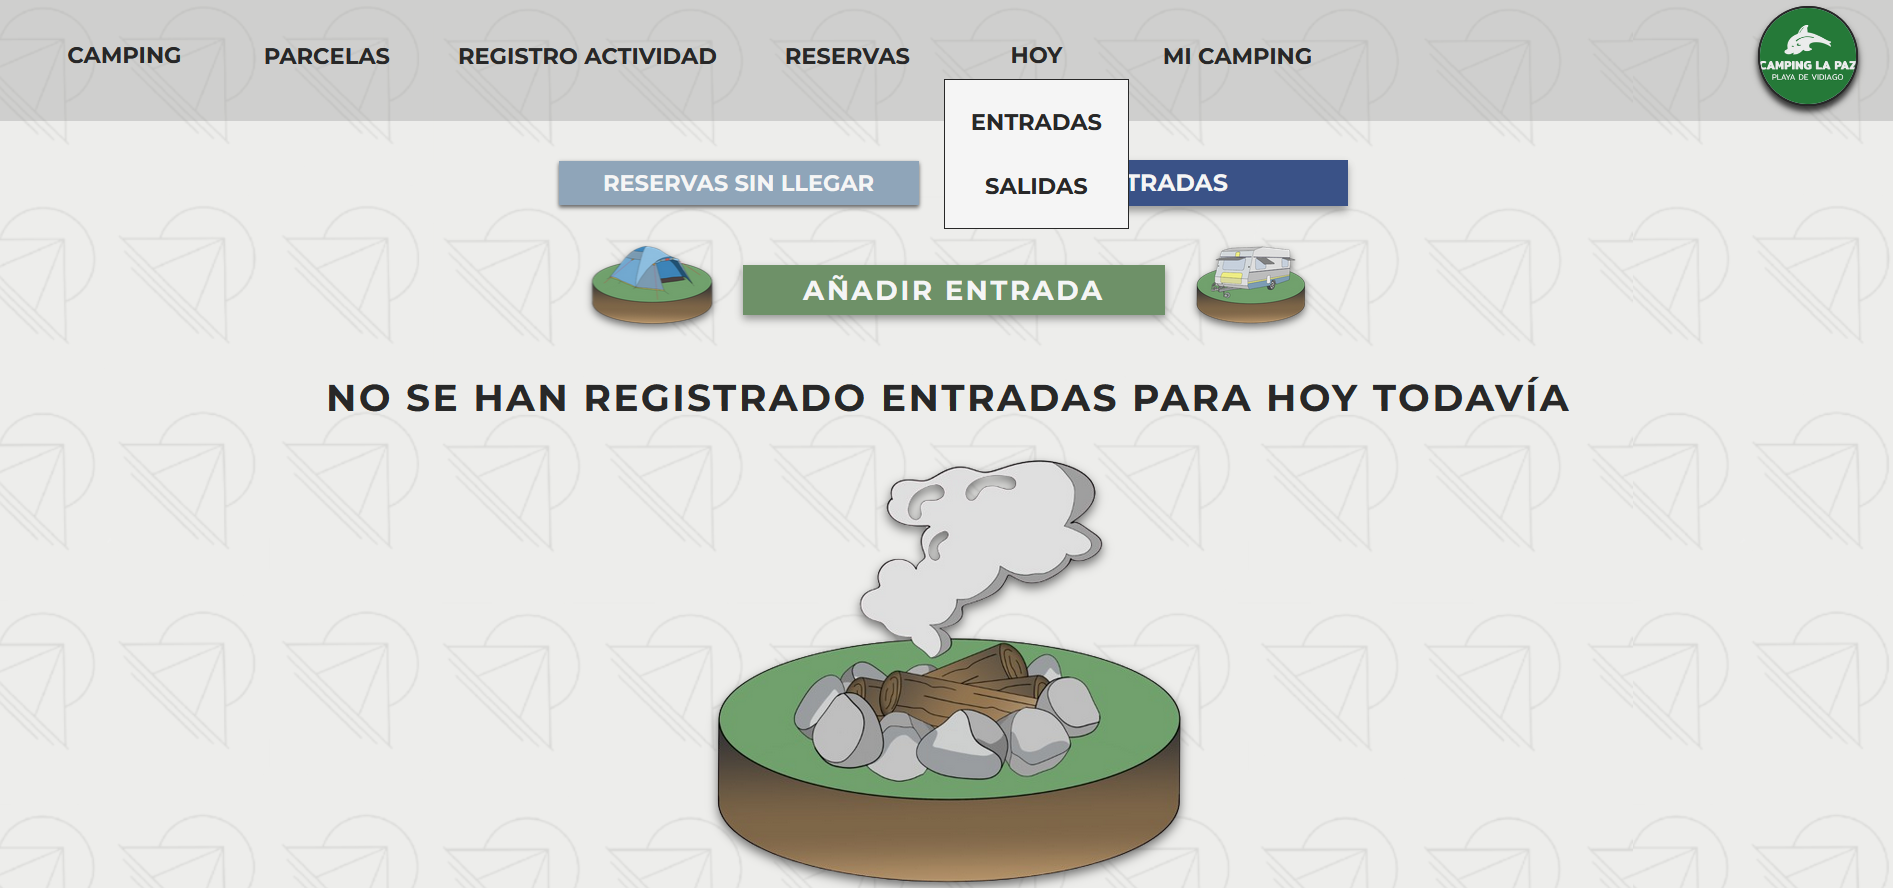 CAMPING
PARCELAS
REGISTRO ACTIVIDAD
RESERVAS
HOY
MI CAMPING
CAMPING LA PAZ
PLAYA DE VIDIAGO
ENTRADAS
SALIDAS
RESERVAS SIN LLEGAR
TRADAS
AÑADIR ENTRADA
NO SE HAN REGISTRADO ENTRADAS PARA HOY TODAVÍA